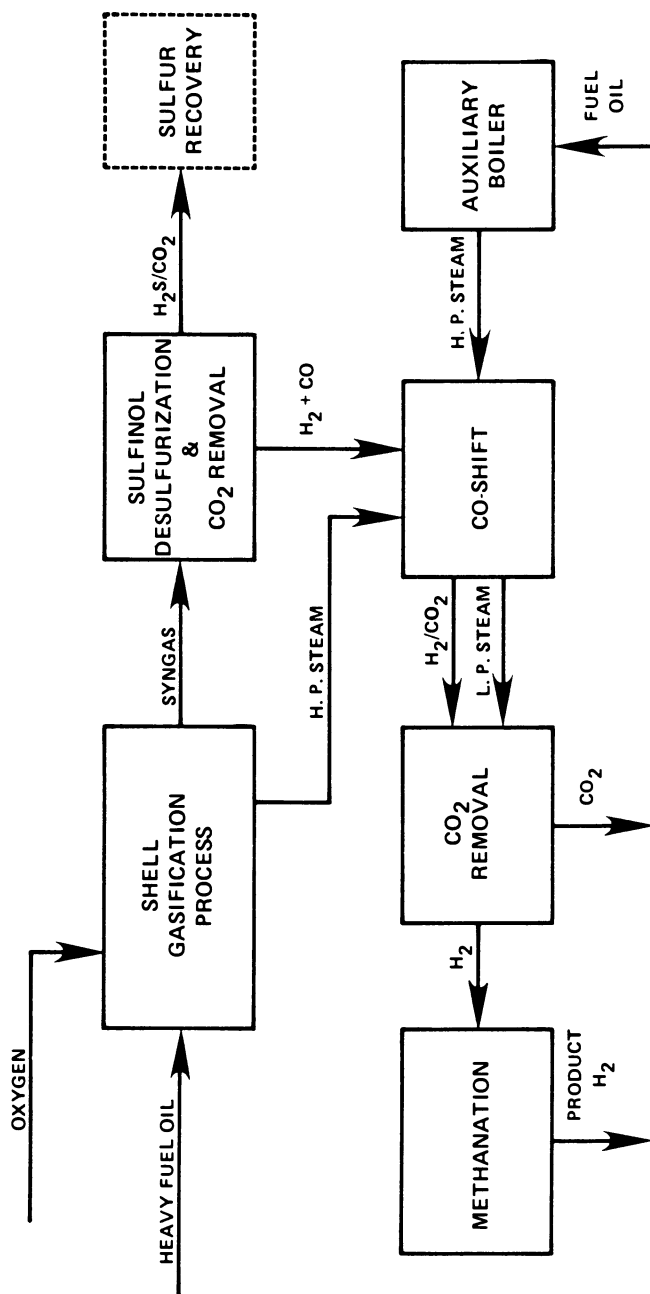 OXYGEN
HEAVY FUEL OIL
SHELL
GASIFICATION
PROCESS
SYNGAS
H. P. STEAM
SULFINOL
DESULFURIZATION
&
CO₂ REMOVAL
H₂S/CO₂
SULFUR
RECOVERY
H₂ + CO
METHANATION
PRODUCT
H₂
H₂
CO₂
REMOVAL
CO₂
H₂/CO₂
L. P. STEAM
CO-SHIFT
H. P. STEAM
AUXILIARY
BOILER
FUEL
OIL